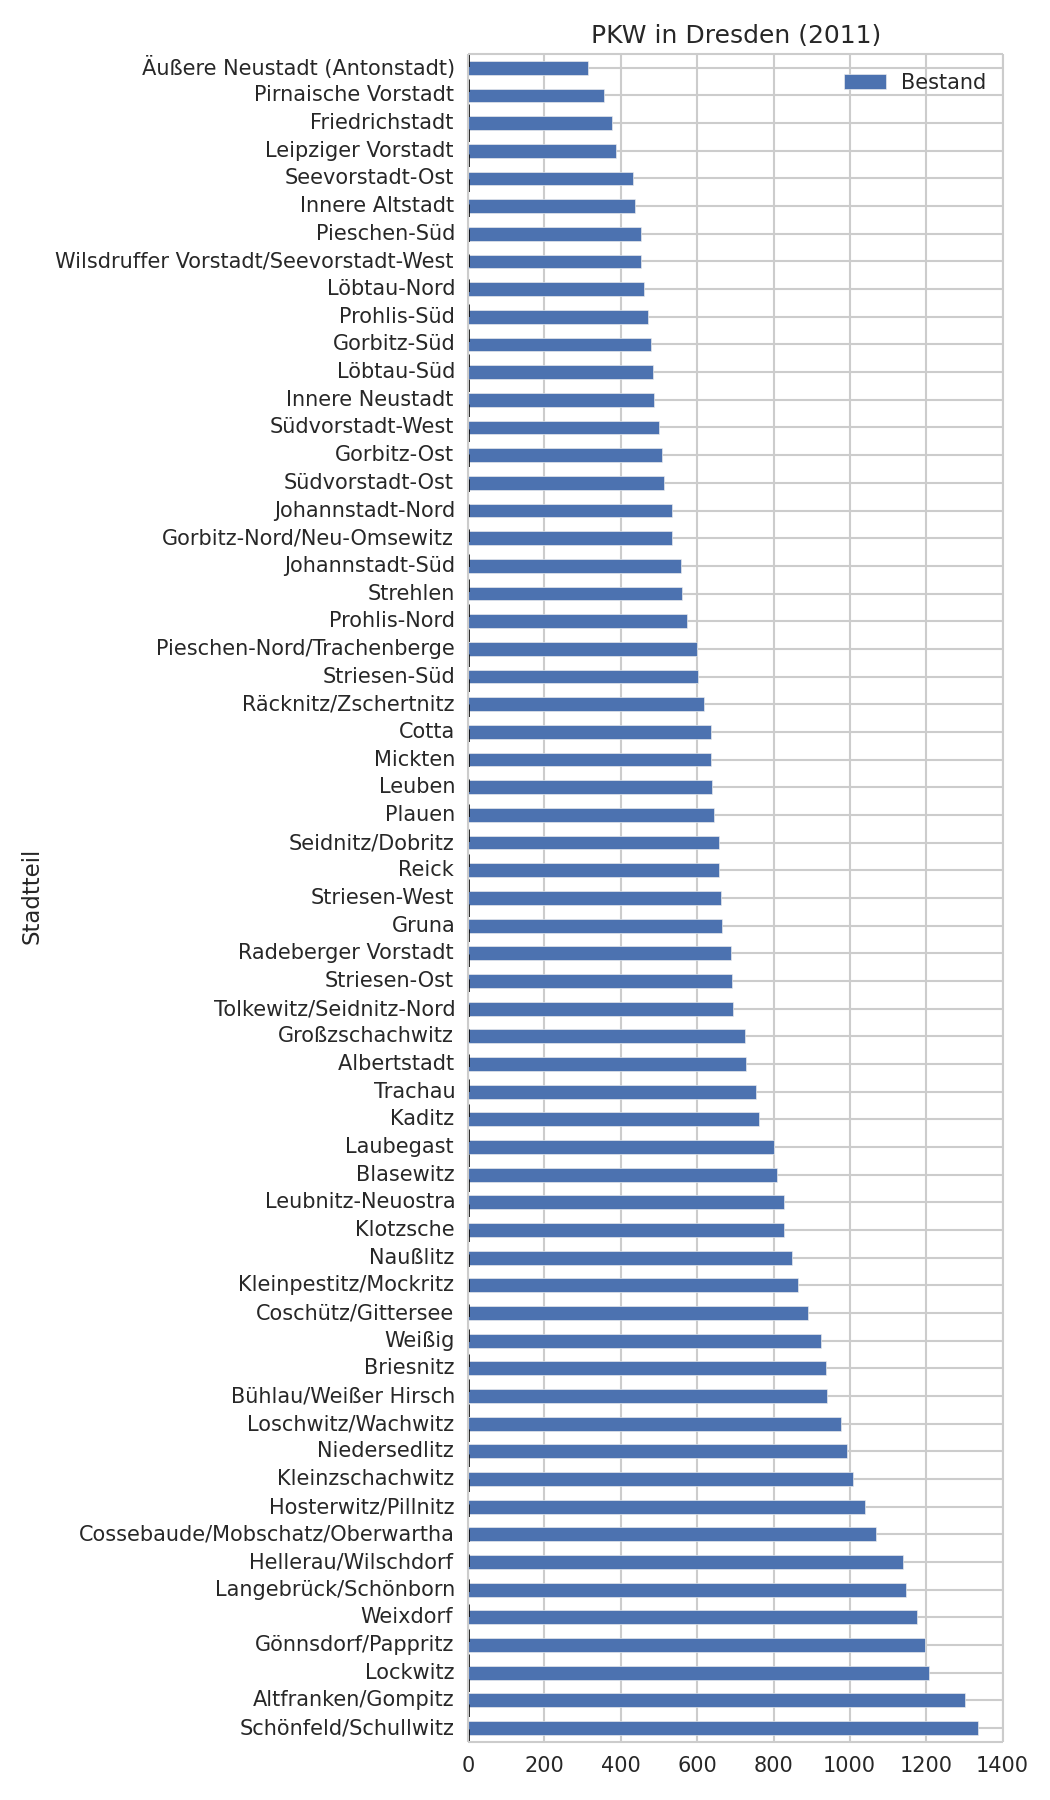 PKW in Dresden (2011)
Bestand
Äußere Neustadt (Antonstadt)
Pirnaische Vorstadt
Friedrichstadt
Leipziger Vorstadt
Seevorstadt-Ost
Innere Altstadt
Pieschen-Süd
Wilsdruffer Vorstadt/Seevorstadt-West
Löbtau-Nord
Prohlis-Süd
Gorbitz-Süd
Löbtau-Süd
Innere Neustadt
Südvorstadt-West
Gorbitz-Ost
Südvorstadt-Ost
Johannstadt-Nord
Gorbitz-Nord/Neu-Omsewitz
Johannstadt-Süd
Strehlen
Prohlis-Nord
Pieschen-Nord/Trachenberge
Striesen-Süd
Räcknitz/Zschertnitz
Cotta
Mickten
Leuben
Plauen
Seidnitz/Dobritz
Reick
Striesen-West
Gruna
Radeberger Vorstadt
Striesen-Ost
Tolkewitz/Seidnitz-Nord
Großzschachwitz
Albertstadt
Trachau
Kaditz
Laubegast
Blasewitz
Leubnitz-Neuostra
Klotzsche
Naußlitz
Kleinpestitz/Mockritz
Coschütz/Gittersee
Weißig
Briesnitz
Bühlau/Weißer Hirsch
Loschwitz/Wachwitz
Niedersedlitz
Kleinzschachwitz
Hosterwitz/Pillnitz
Cossebaude/Mobschatz/Oberwartha
Hellerau/Wilschdorf
Langebrück/Schönborn
Weixdorf
Gönnsdorf/Pappritz
Lockwitz
Altfranken/Gompitz
Schönfeld/Schullwitz
Stadtteil
0 200 400 600 800 1000 1200 1400